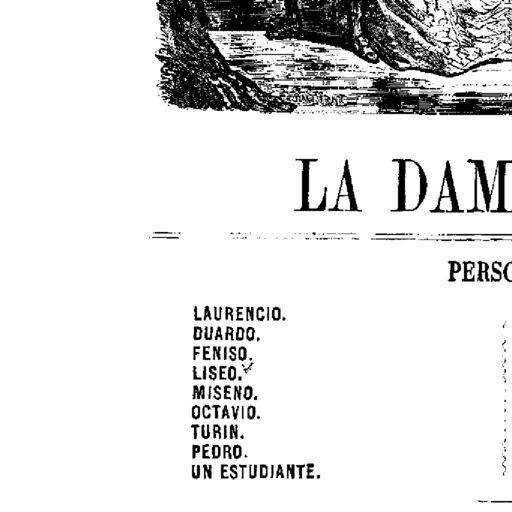 LA DAM
PERSO
LAURENCIO.
DUARDO.
FENISO.
LISEO.
MISENO.
OCTAVIO.
TURIN.
PEDRO.
UN ESTUDIANTE.